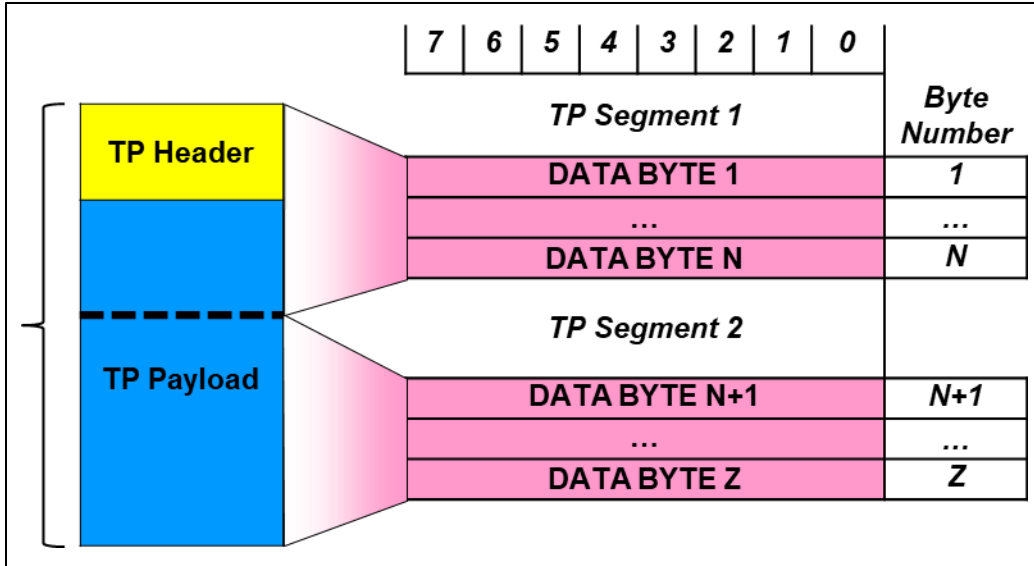 7 6 5 4 3 2 1 0
TP Segment 1
Byte
Number
TP Header
DATA BYTE 1 1
... ...
DATA BYTE N N
TP Segment 2
TP Payload
DATA BYTE N+1 N+1
... ...
DATA BYTE Z Z